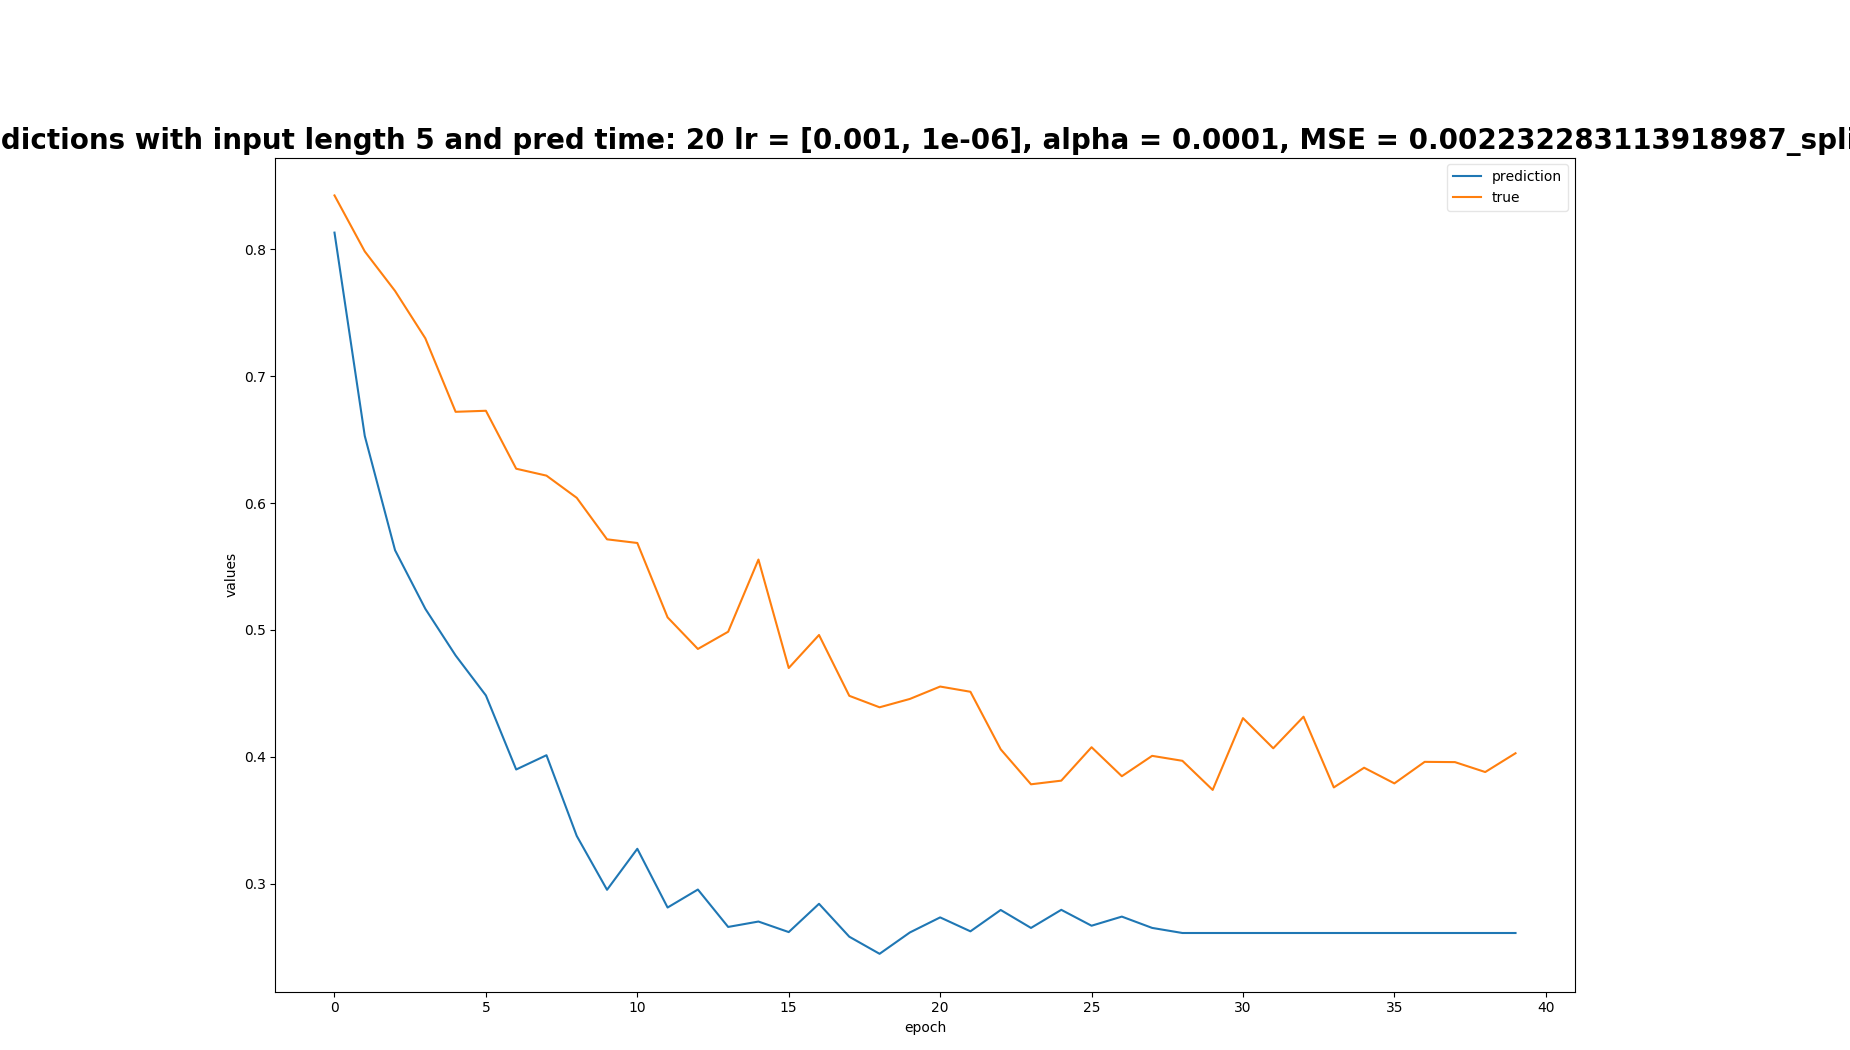 dictions with input length 5 and pred time: 20 lr = [0.001, 1e-06], alpha = 0.0001, MSE = 0.002232283113918987_spli
prediction
true
0.8
0.7
0.6
0.5
0.4
0.3
values
0 5 10 15 20 25 30 35 40
epoch